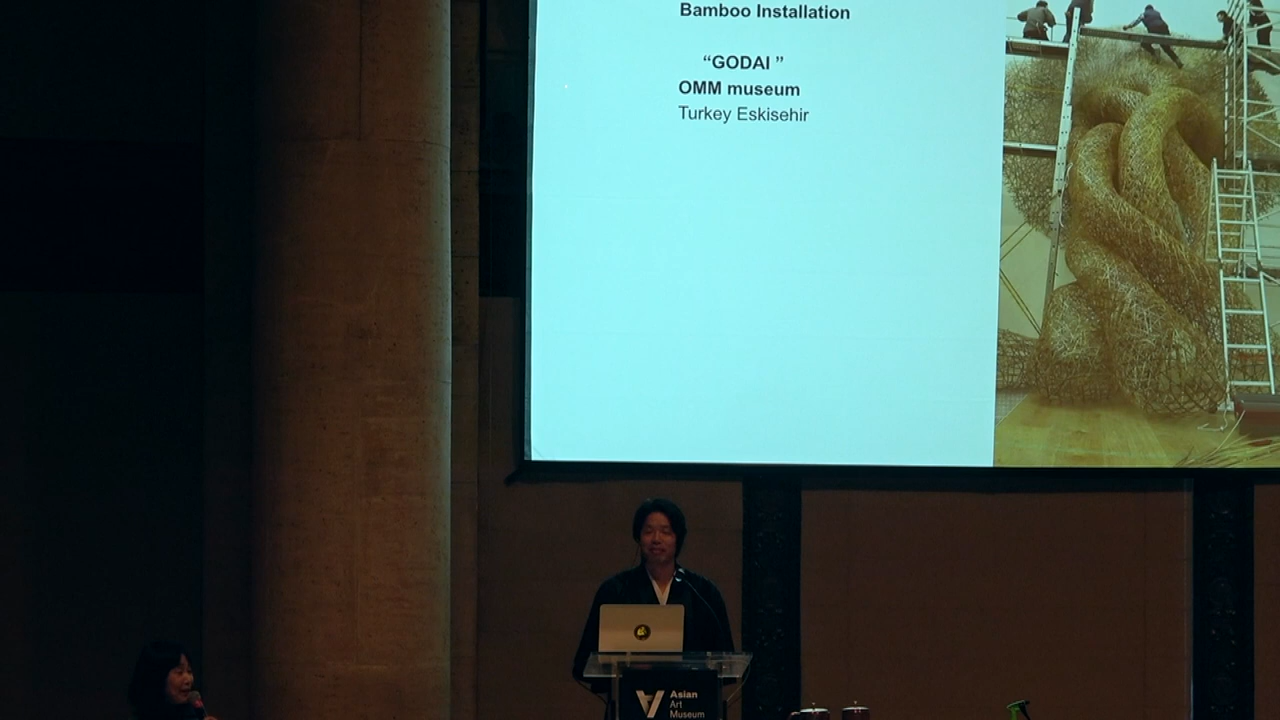 Bamboo Installation
“GODAI ”
OMM museum
Turkey Eskisehir
Asian
Art
Museum